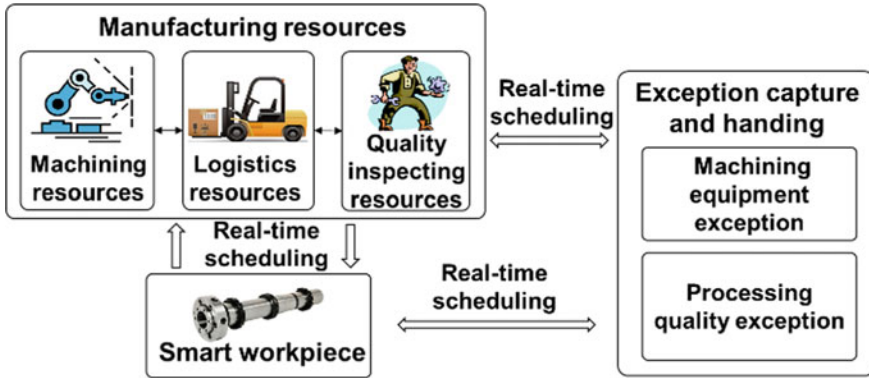 Manufacturing resources
Machining
resources
Logistics
resources
Quality
inspecting
resources
Real-time
scheduling
Exception capture
and handing
Machining
equipment
exception
Processing
quality exception
Real-time
scheduling
Real-time
scheduling
Smart workpiece